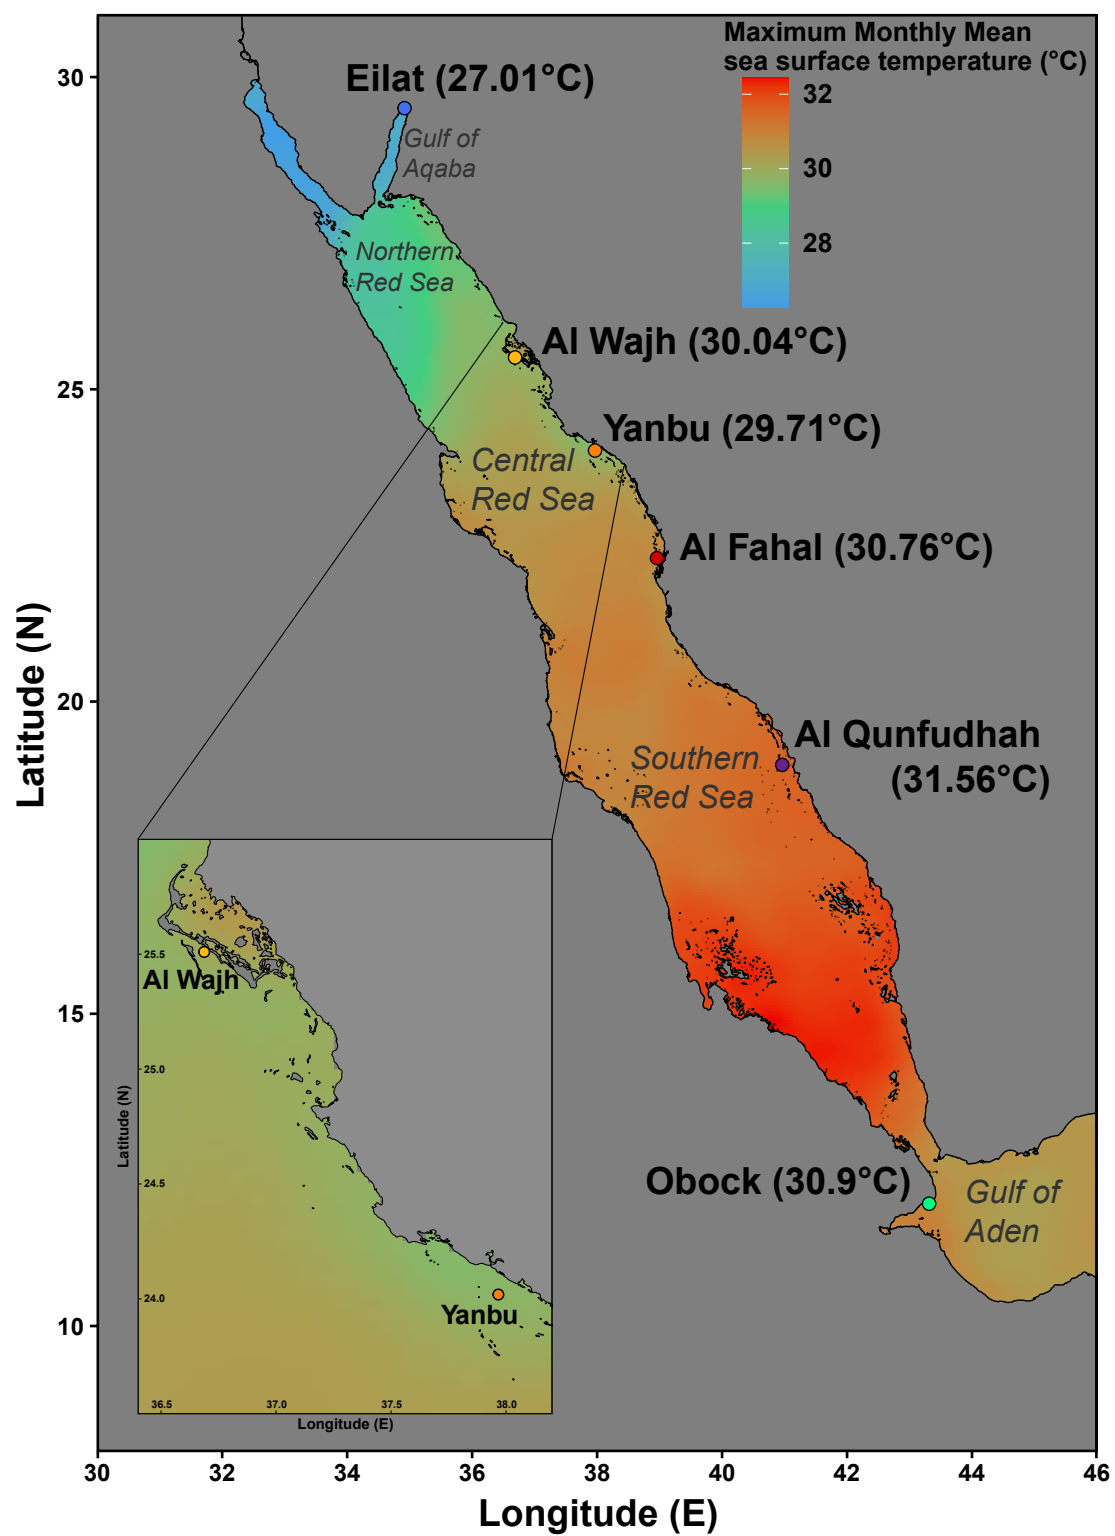 Maximum Monthly Mean
sea surface temperature (°C)
32
30
28
Eilat (27.01°C)
Gulf of
Aqaba
Northern
Red Sea
Al Wajh (30.04°C)
Yanbu (29.71°C)
Central
Red Sea
Al Fahal (30.76°C)
Al Qunfudhah
(31.56°C)
Southern
Red Sea
Obock (30.9°C)
Gulf of
Aden
30
25
20
15
10
Latitude (N)
30
32
34
36
38
40
42
44
46
Longitude (E)
Al Wajh
Yanbu
25.5
25.0
24.5
24.0
Latitude (N)
36.5
37.0
37.5
38.0
Longitude (E)